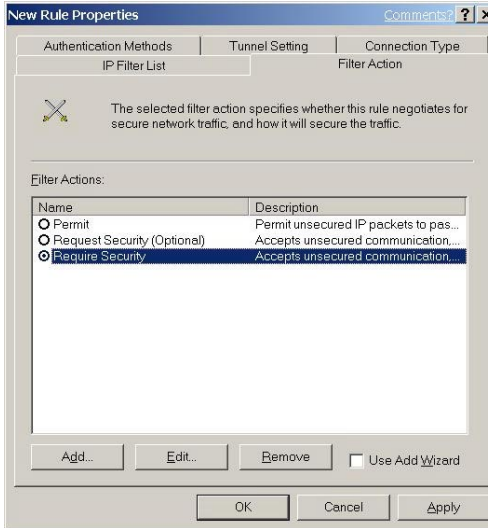 New Rule Properties Comments? ? X
Authentication Methods Tunnel Setting Connection Type
IP Filter List Filter Action
The selected filter action specifies whether this rule negotiates for
secure network traffic, and how it will secure the traffic.
Filter Actions:
Name Description
Permit Permit unsecured IP packets to pas...
Request Security (Optional) Accepts unsecured communication,...
Require Security Accepts unsecured communication,...
Add... Edit... Remove Use Add Wizard
OK Cancel Apply